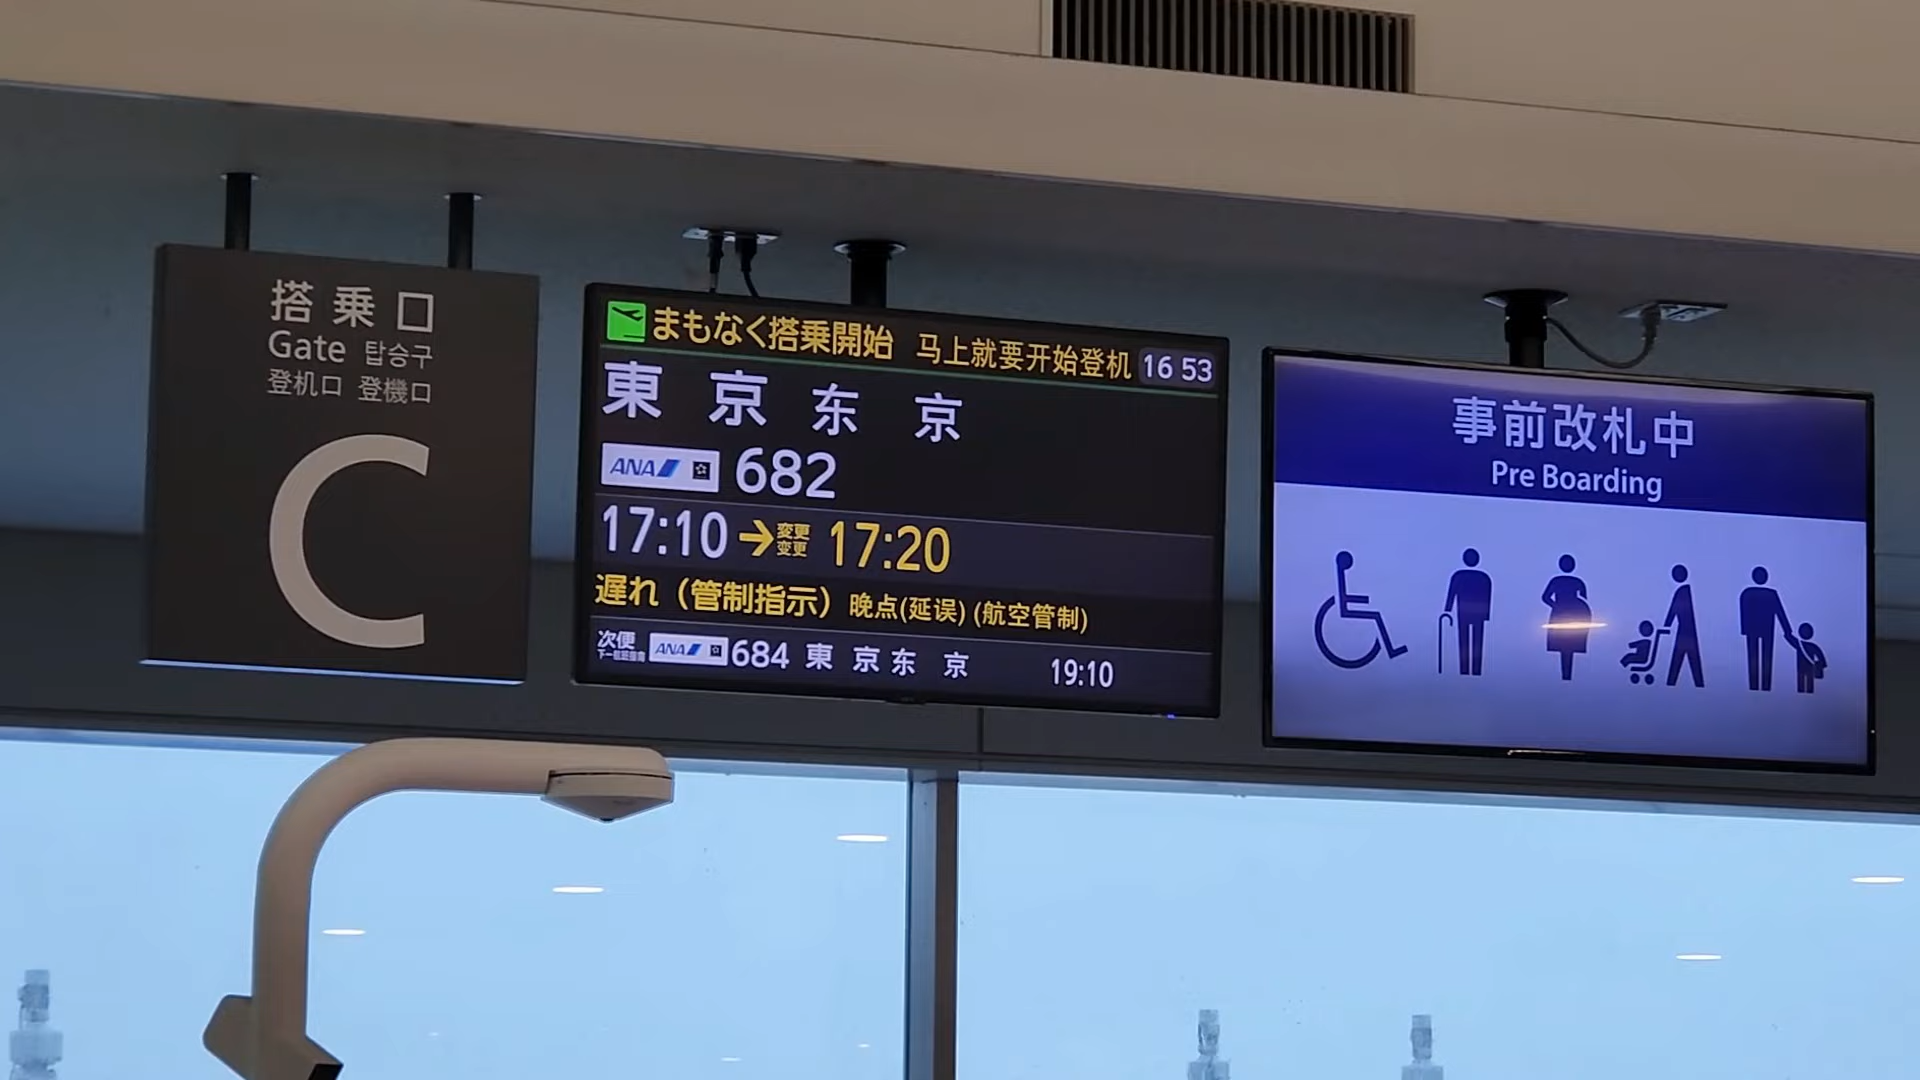 搭乗口
Gate 탑승구
登机口 登機口
C
まもなく搭乗開始 马上就要开始登机 16 53
東京 东京
ANA 682
17:10→変更 变更 17:20
遅れ（管制指示） 晚点(延误) (航空管制)
次便 ANA 684 東京 东京 19:10
事前改札中
Pre Boarding